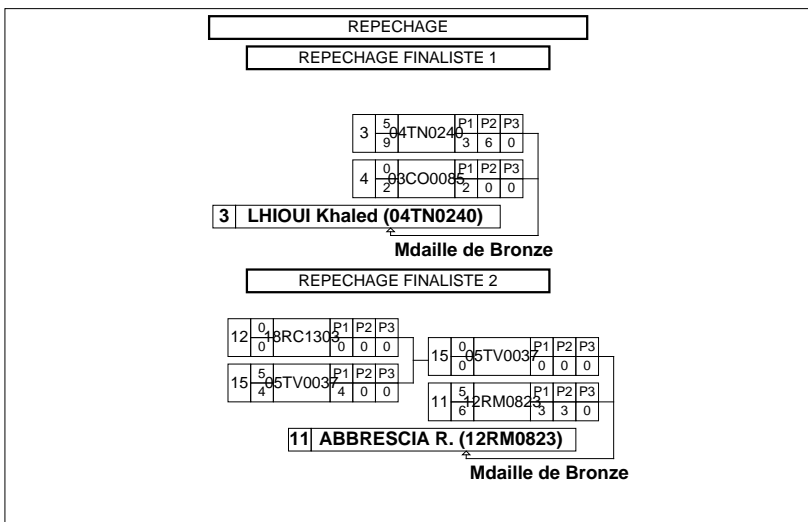 REPECHAGE
REPECHAGE FINALISTE 1
3 5 9 04TN0240 P1 P2 P3 3 6 0
4 0 2 03CO0085 P1 P2 P3 2 0 0
3 LHIOUI Khaled (04TN0240)
Mdaille de Bronze
REPECHAGE FINALISTE 2
12 0 0 18RC1303 P1 P2 P3 0 0 0
15 5 4 05TV0037 P1 P2 P3 4 0 0
15 0 0 05TV0037 P1 P2 P3 0 0 0
11 5 6 12RM0823 P1 P2 P3 3 3 0
11 ABBRESCIA R. (12RM0823)
Mdaille de Bronze